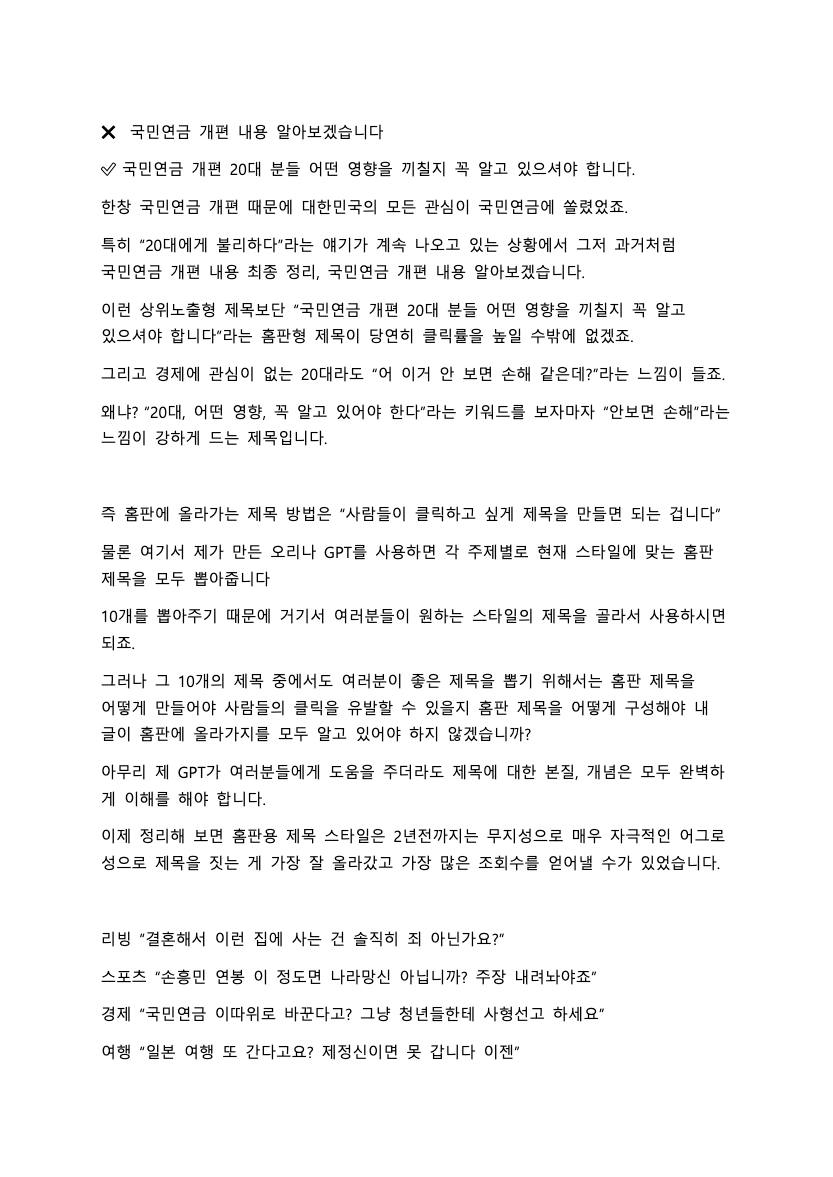 ❌ 국민연금 개편 내용 알아보겠습니다
✅ 국민연금 개편 20대 분들 어떤 영향을 끼칠지 꼭 알고 있으셔야 합니다.
한창 국민연금 개편 때문에 대한민국의 모든 관심이 국민연금에 쏠렸었죠.
특히 “20대에게 불리하다”라는 얘기가 계속 나오고 있는 상황에서 그저 과거처럼
국민연금 개편 내용 최종 정리, 국민연금 개편 내용 알아보겠습니다.
이런 상위노출형 제목보단 “국민연금 개편 20대 분들 어떤 영향을 끼칠지 꼭 알고
있으셔야 합니다”라는 홈판형 제목이 당연히 클릭률을 높일 수밖에 없겠죠.
그리고 경제에 관심이 없는 20대라도 “어 이거 안 보면 손해 같은데?”라는 느낌이 들죠.
왜냐? “20대, 어떤 영향, 꼭 알고 있어야 한다”라는 키워드를 보자마자 “안보면 손해”라는
느낌이 강하게 드는 제목입니다.
즉 홈판에 올라가는 제목 방법은 “사람들이 클릭하고 싶게 제목을 만들면 되는 겁니다”
물론 여기서 제가 만든 오리나 GPT를 사용하면 각 주제별로 현재 스타일에 맞는 홈판
제목을 모두 뽑아줍니다
10개를 뽑아주기 때문에 거기서 여러분들이 원하는 스타일의 제목을 골라서 사용하시면
되죠.
그러나 그 10개의 제목 중에서도 여러분이 좋은 제목을 뽑기 위해서는 홈판 제목을
어떻게 만들어야 사람들의 클릭을 유발할 수 있을지 홈판 제목을 어떻게 구성해야 내
글이 홈판에 올라가지를 모두 알고 있어야 하지 않겠습니까?
아무리 제 GPT가 여러분들에게 도움을 주더라도 제목에 대한 본질, 개념은 모두 완벽하
게 이해를 해야 합니다.
이제 정리해 보면 홈판용 제목 스타일은 2년전까지는 무지성으로 매우 자극적인 어그로
성으로 제목을 짓는 게 가장 잘 올라갔고 가장 많은 조회수를 얻어낼 수가 있었습니다.
리빙 “결혼해서 이런 집에 사는 건 솔직히 죄 아닌가요?”
스포츠 “손흥민 연봉 이 정도면 나라망신 아닙니까? 주장 내려놔야죠”
경제 “국민연금 이따위로 바꾼다고? 그냥 청년들한테 사형선고 하세요”
여행 “일본 여행 또 간다고요? 제정신이면 못 갑니다 이젠”